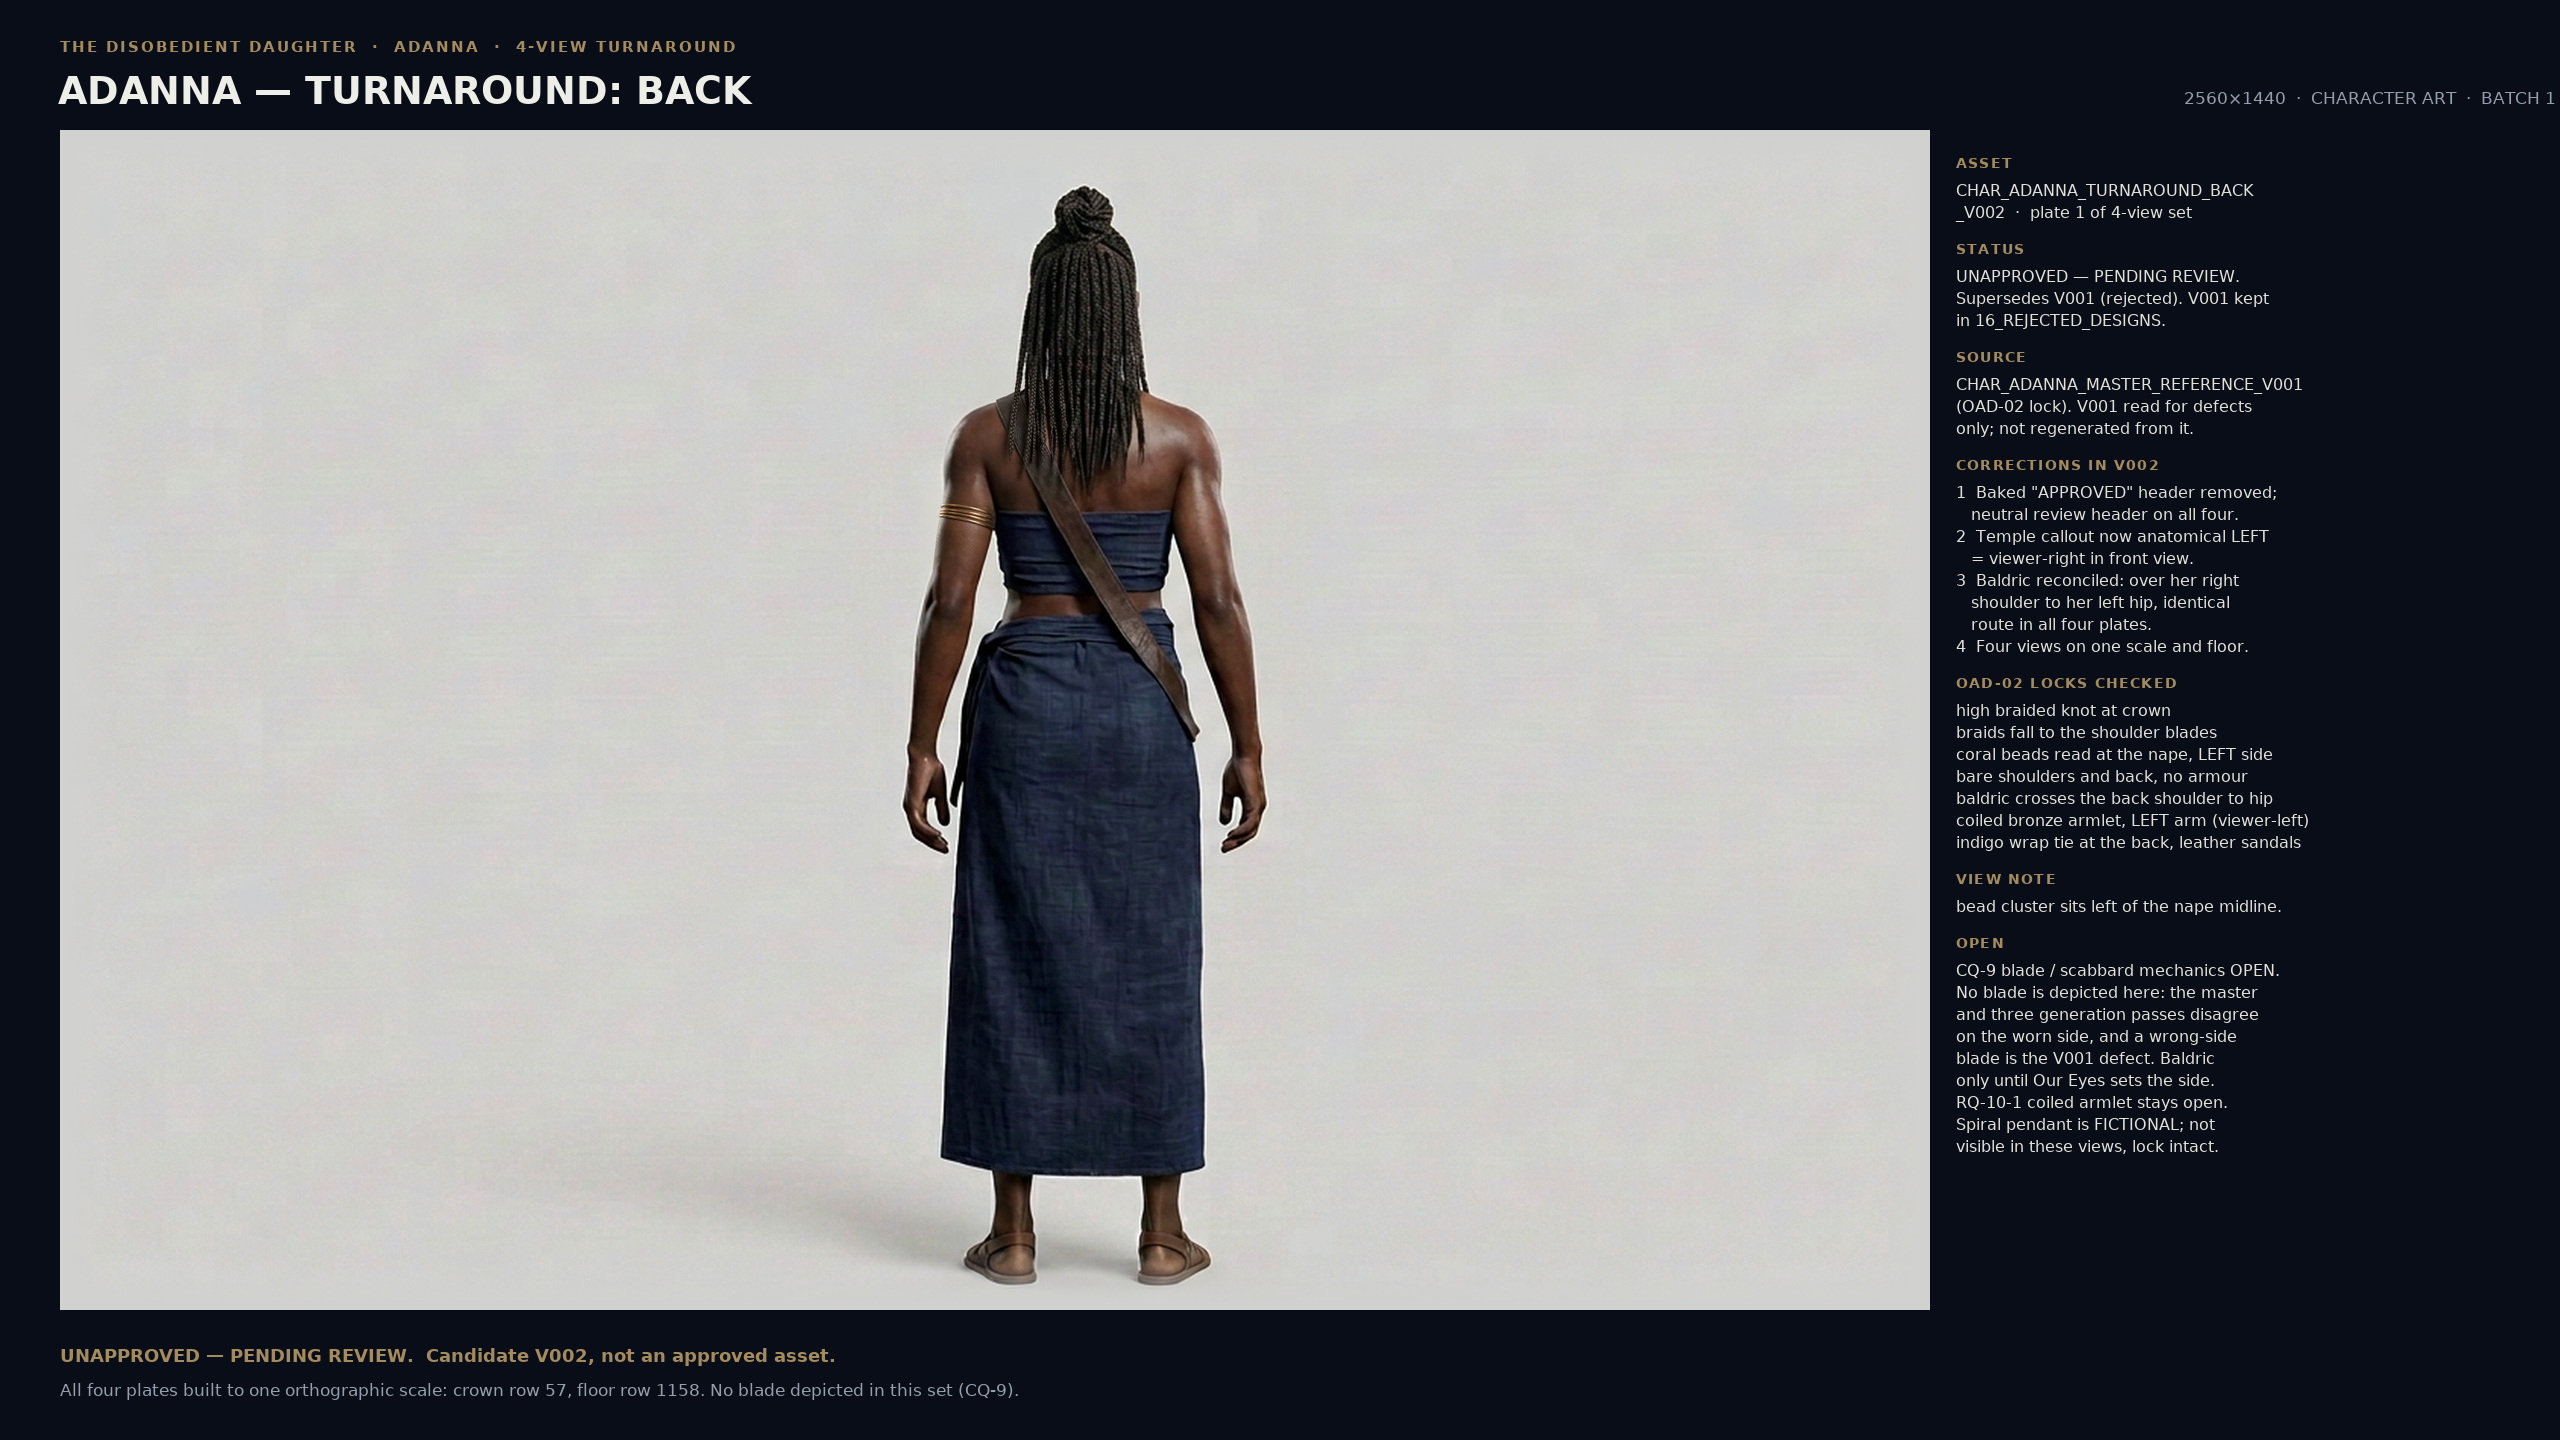 THE DISOBEDIENT DAUGHTER · ADANNA · 4-VIEW TURNAROUND
ADANNA — TURNAROUND: BACK
2560×1440 · CHARACTER ART · BATCH 1
ASSET
CHAR_ADANNA_TURNAROUND_BACK
_V002 · plate 1 of 4-view set
STATUS
UNAPPROVED — PENDING REVIEW.
Supersedes V001 (rejected). V001 kept
in 16_REJECTED_DESIGNS.
SOURCE
CHAR_ADANNA_MASTER_REFERENCE_V001
(OAD-02 lock). V001 read for defects
only; not regenerated from it.
CORRECTIONS IN V002
1 Baked "APPROVED" header removed;
neutral review header on all four.
2 Temple callout now anatomical LEFT
= viewer-right in front view.
3 Baldric reconciled: over her right
shoulder to her left hip, identical
route in all four plates.
4 Four views on one scale and floor.
OAD-02 LOCKS CHECKED
high braided knot at crown
braids fall to the shoulder blades
coral beads read at the nape, LEFT side
bare shoulders and back, no armour
baldric crosses the back shoulder to hip
coiled bronze armlet, LEFT arm (viewer-left)
indigo wrap tie at the back, leather sandals
VIEW NOTE
bead cluster sits left of the nape midline.
OPEN
CQ-9 blade / scabbard mechanics OPEN.
No blade is depicted here: the master
and three generation passes disagree
on the worn side, and a wrong-side
blade is the V001 defect. Baldric
only until Our Eyes sets the side.
RQ-10-1 coiled armlet stays open.
Spiral pendant is FICTIONAL; not
visible in these views, lock intact.
UNAPPROVED — PENDING REVIEW. Candidate V002, not an approved asset.
All four plates built to one orthographic scale: crown row 57, floor row 1158. No blade depicted in this set (CQ-9).